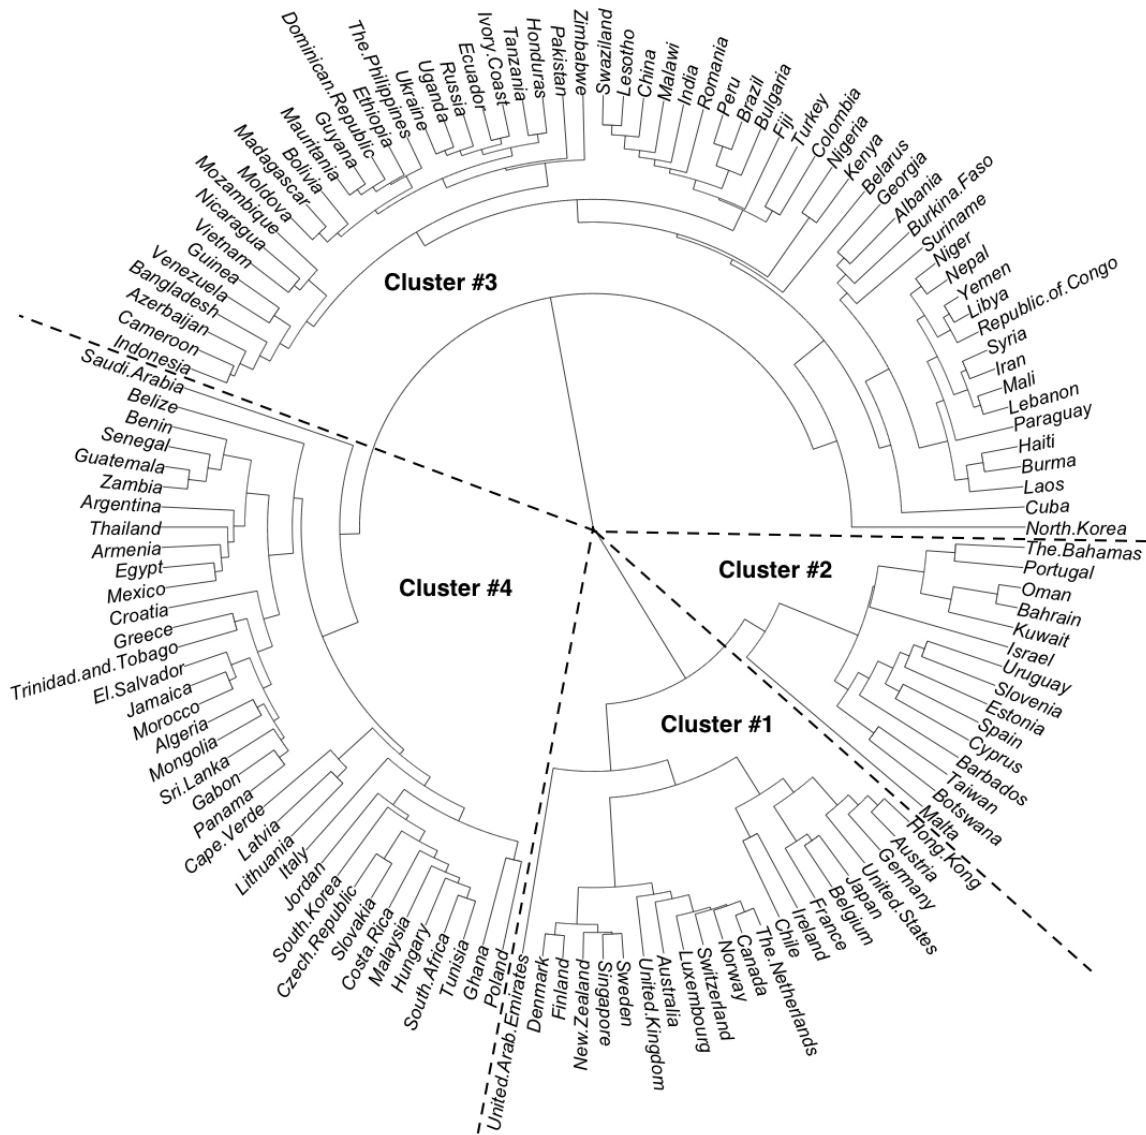 Zimbabwe
Swaziland
Lesotho
China
Malawi
India
Romania
Peru
Brazil
Bulgaria
Fiji
Turkey
Colombia
Nigeria
Kenya
Belarus
Georgia
Albania
Burkina.Faso
Suriname
Niger
Nepal
Yemen
Libya
Republic.of.Congo
Syria
Iran
Mali
Lebanon
Paraguay
Haiti
Burma
Laos
Cuba
North.Korea
The.Bahamas
Portugal
Oman
Bahrain
Kuwait
Israel
Uruguay
Slovenia
Estonia
Spain
Cyprus
Barbados
Taiwan
Botswana
Malta
Hong.Kong
Austria
Germany
United.States
Japan
Belgium
France
Ireland
Chile
The.Netherlands
Canada
Norway
Switzerland
Luxembourg
Australia
United.Kingdom
Sweden
Singapore
New.Zealand
Finland
Denmark
United.Arab.Emirates
Poland
Ghana
Tunisia
South.Africa
Hungary
Malaysia
Costa.Rica
Slovakia
Czech.Republic
South.Korea
Jordan
Italy
Lithuania
Latvia
Cape.Verde
Panama
Gabon
Sri.Lanka
Mongolia
Algeria
Morocco
Jamaica
El.Salvador
Trinidad.and.Tobago
Greece
Croatia
Mexico
Egypt
Armenia
Thailand
Argentina
Zambia
Guatemala
Senegal
Benin
Belize
Saudi.Arabia
Indonesia
Cameroon
Azerbaijan
Bangladesh
Venezuela
Guinea
Vietnam
Nicaragua
Mozambique
Moldova
Madagascar
Bolivia
Mauritania
Guyana
Dominican.Republic
Ethiopia
The.Philippines
Ukraine
Uganda
Russia
Ecuador
Ivory.Coast
Tanzania
Honduras
Pakistan
Cluster #3
Cluster #2
Cluster #4
Cluster #1